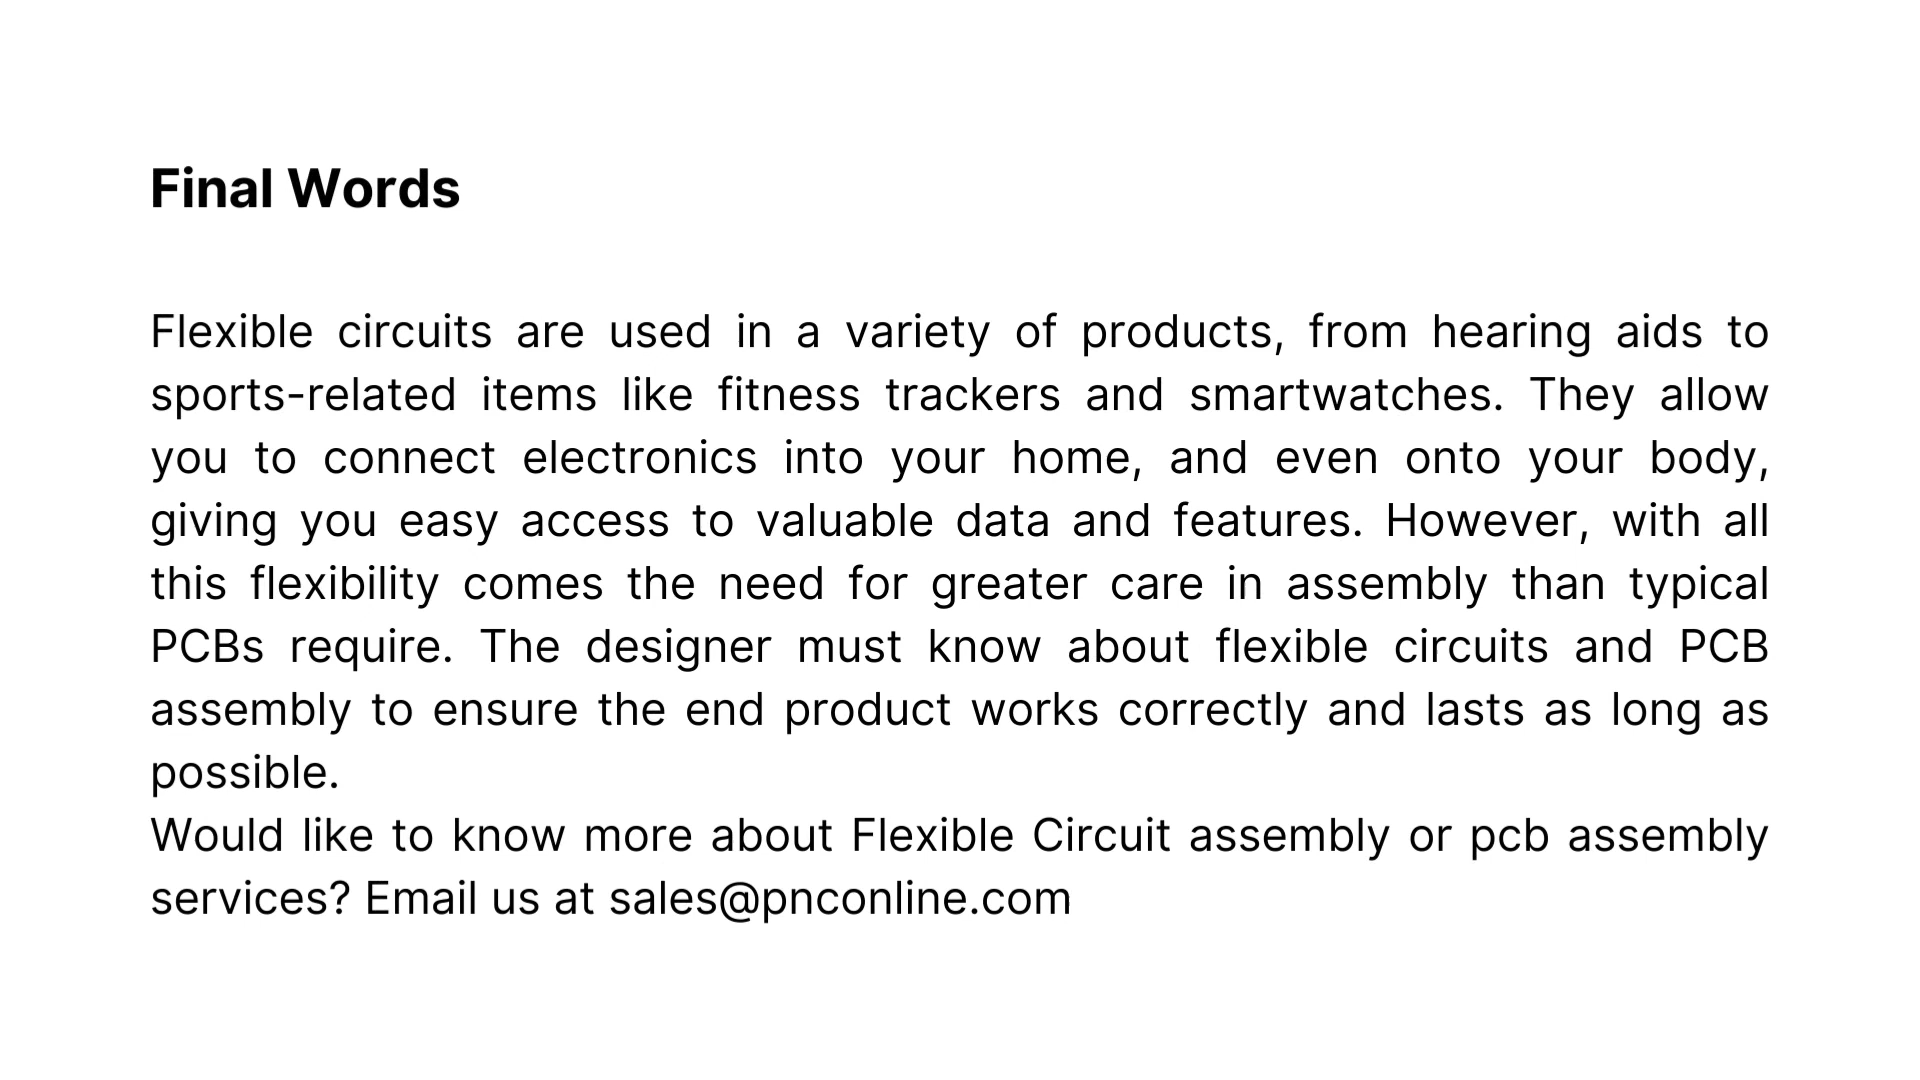 Final Words
Flexible circuits are used in a variety of products, from hearing aids to
sports-related items like fitness trackers and smartwatches. They allow
you to connect electronics into your home, and even onto your body,
giving you easy access to valuable data and features. However, with all
this flexibility comes the need for greater care in assembly than typical
PCBs require. The designer must know about flexible circuits and PCB
assembly to ensure the end product works correctly and lasts as long as
possible.
Would like to know more about Flexible Circuit assembly or pcb assembly
services? Email us at sales@pnconline.com